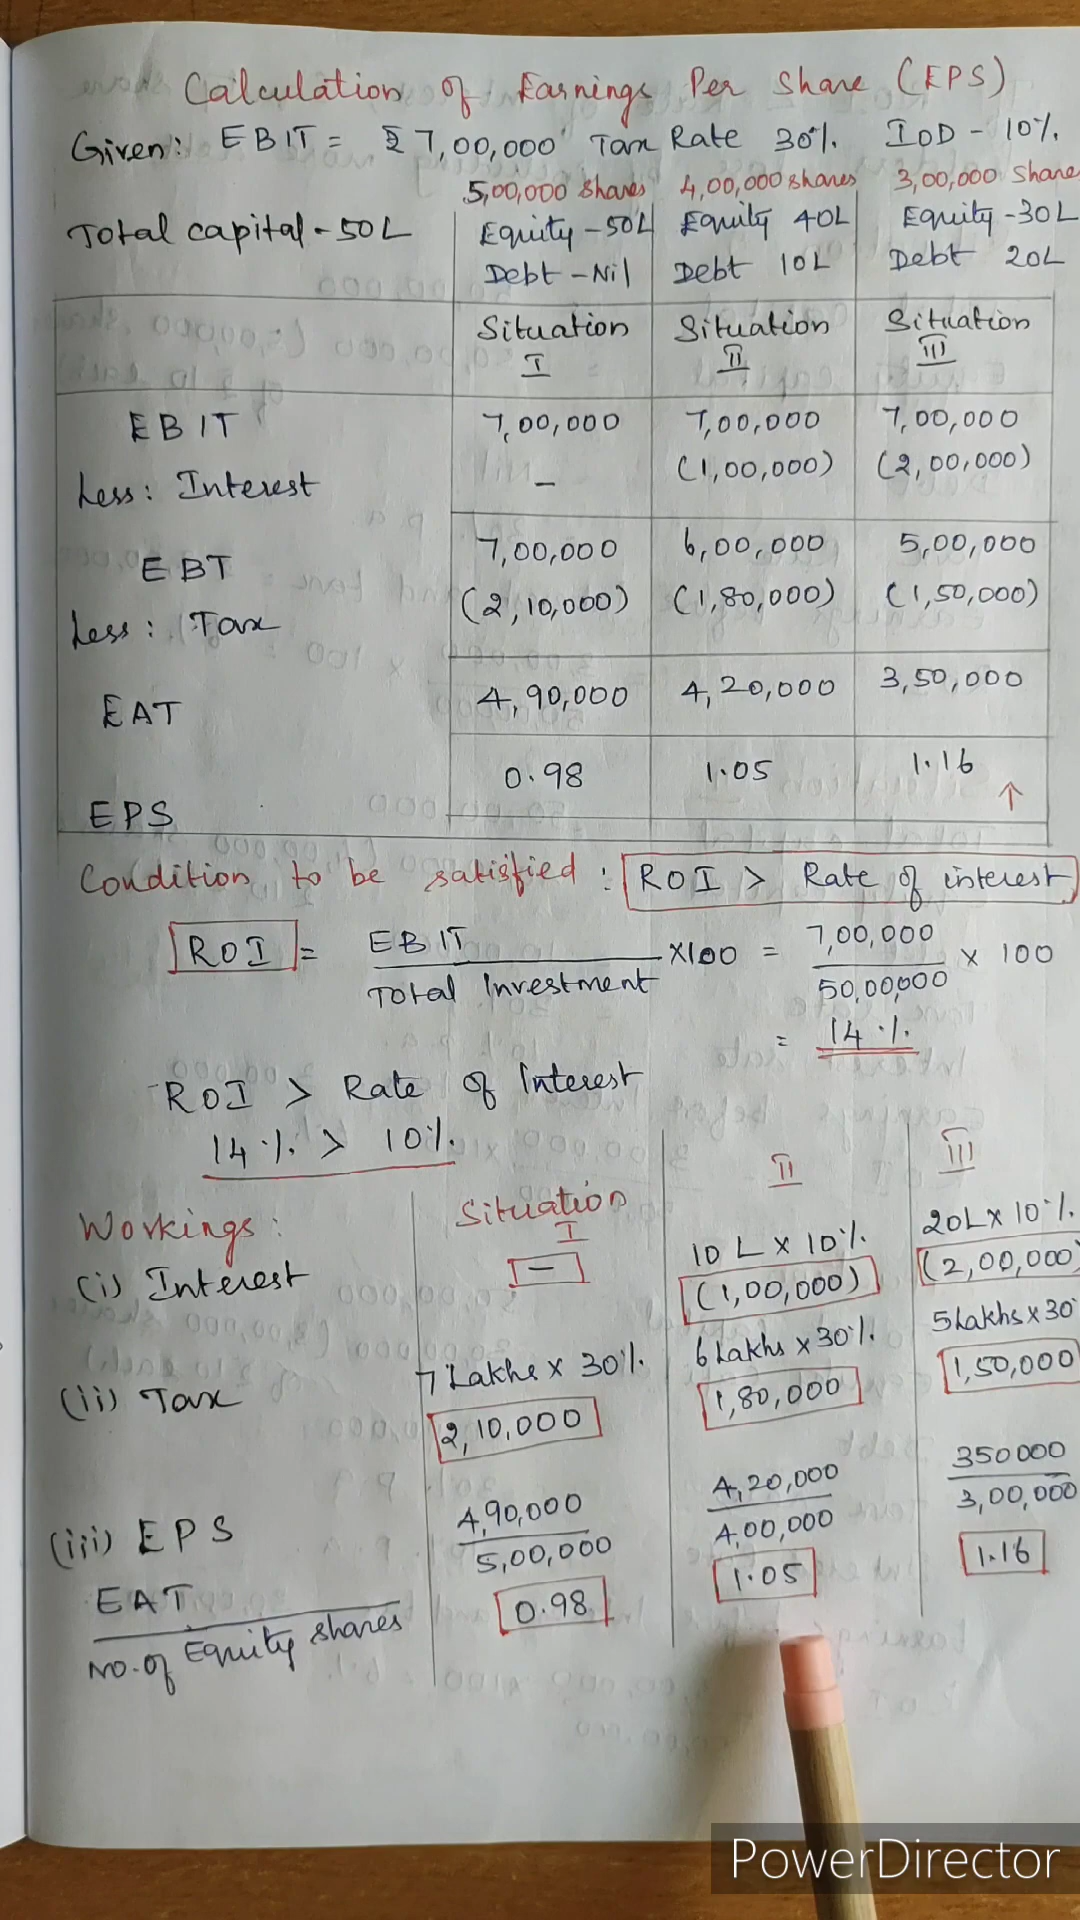 Calculation of Earnings Per Share (EPS)
Given: EBIT = ₹ 7,00,000 Tax Rate 30%. IoD - 10%.
5,00,000 Shares 4,00,000 shares 3,00,000 Share
Total capital - 50L Equity - 50L Equity 40L Equity - 30L
Debt - Nil Debt 10L Debt 20L
Situation I Situation II Situation III
EBIT 7,00,000 7,00,000 7,00,000
Less: Interest - (1,00,000) (2,00,000)
EBT 7,00,000 6,00,000 5,00,000
Less: Tax (2,10,000) (1,80,000) (1,50,000)
EAT 4,90,000 4,20,000 3,50,000
EPS 0.98 1.05 1.16 ↑
Condition to be satisfied: ROI > Rate of interest
ROI = EBIT / Total Investment ×100 = 7,00,000 / 50,00,000 × 100
= 14%.
ROI > Rate of Interest
14%. > 10%.
Workings: Situation I II III
(i) Interest - 10 L × 10%. 20L × 10%.
(1,00,000) (2,00,000)
(ii) Tax 7 Lakhs × 30%. 6 Lakhs × 30%. 5 Lakhs × 30
2,10,000 1,80,000 1,50,000
(iii) EPS 4,90,000 / 5,00,000 4,20,000 / 4,00,000 350000 / 3,00,000
EAT / No. of Equity shares 0.98 1.05 1.16
PowerDirector